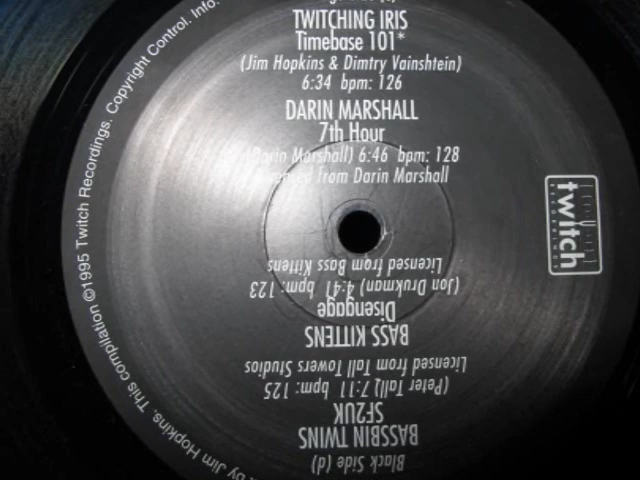 TWITCHING IRIS
Timebase 101*
(Jim Hopkins & Dimtry Vainshtein)
6:34 bpm: 126
DARIN MARSHALL
7th Hour
(Darin Marshall) 6:46 bpm: 128
Licensed from Darin Marshall
twitch
RECORDINGS
Black Side (d)
BASSBIN TWINS
SF2UK
(Peter Tall) 7:11 bpm: 125
Licensed from Tall Towers Studios
BASS KITTENS
Disengage
(Jon Drukman) 4:41 bpm: 123
Licensed from Bass Kittens
by Jim Hopkins. This compilation ©1995 Twitch Recordings. Copyright Control. Info: